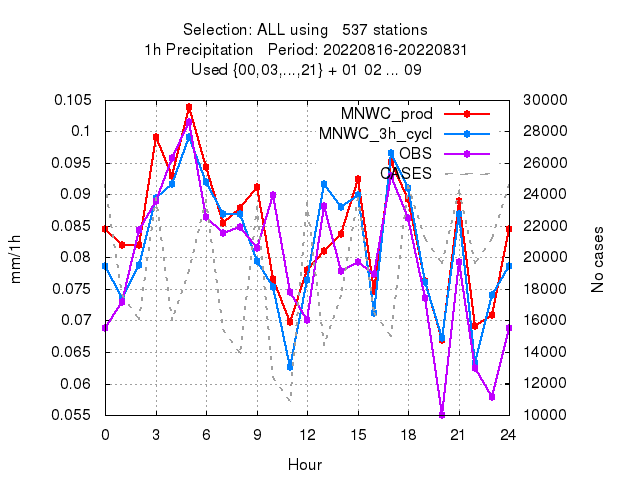 Selection: ALL using   537 stations
1h Precipitation   Period: 20220816-20220831
Used {00,03,...,21} + 01 02 ... 09
0.105
0.1
0.095
0.09
0.085
0.08
0.075
0.07
0.065
0.06
0.055
30000
28000
26000
24000
22000
20000
18000
16000
14000
12000
10000
MNWC_prod
MNWC_3h_cycl
OBS
CASES
mm/1h
No cases
0 3 6 9 12 15 18 21 24
Hour